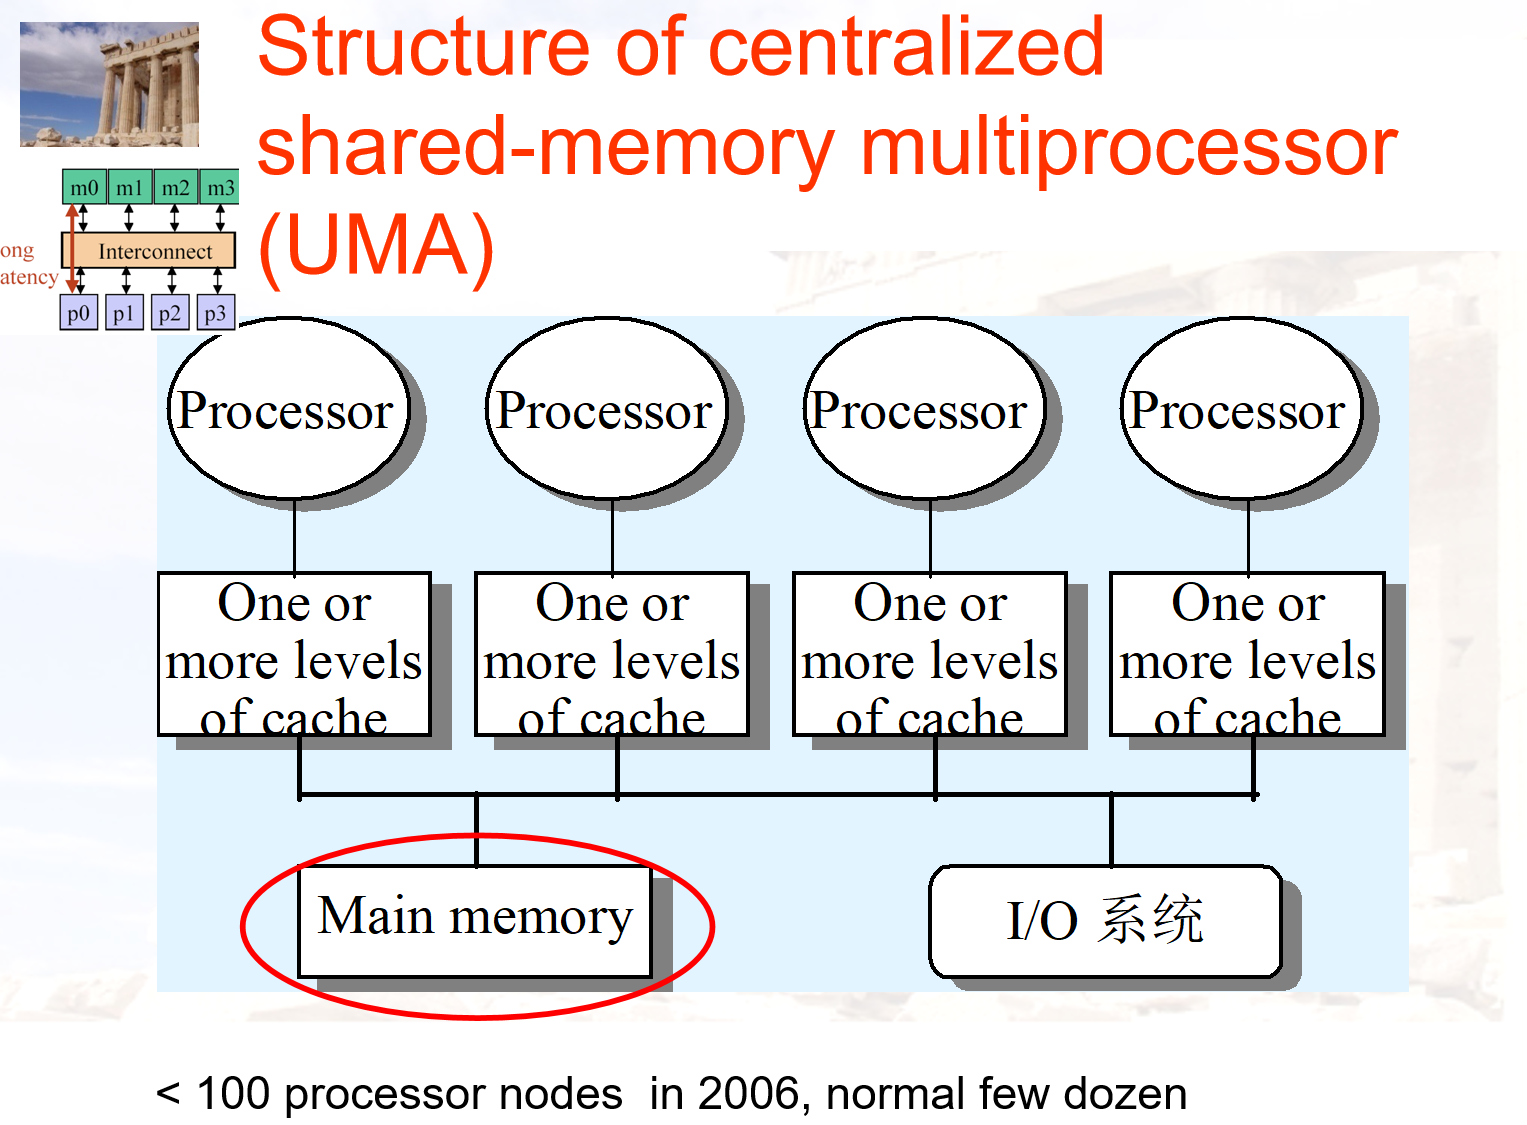 Structure of centralized
shared-memory multiprocessor
(UMA)
m0 m1 m2 m3
Interconnect
ong
atency
p0 p1 p2 p3
Processor Processor Processor Processor
One or One or One or One or
more levels more levels more levels more levels
of cache of cache of cache of cache
Main memory I/O 系统
< 100 processor nodes in 2006, normal few dozen